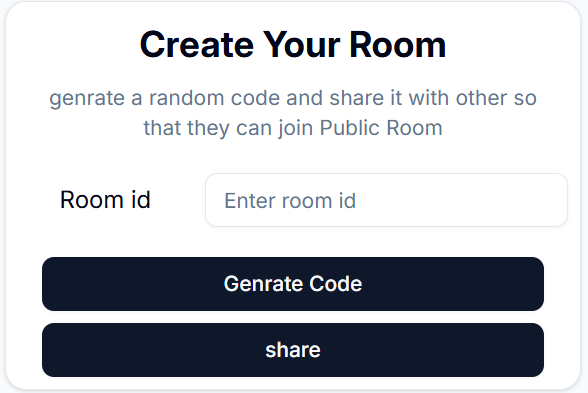 Create Your Room
genrate a random code and share it with other so
that they can join Public Room
Room id
Enter room id
Genrate Code
share